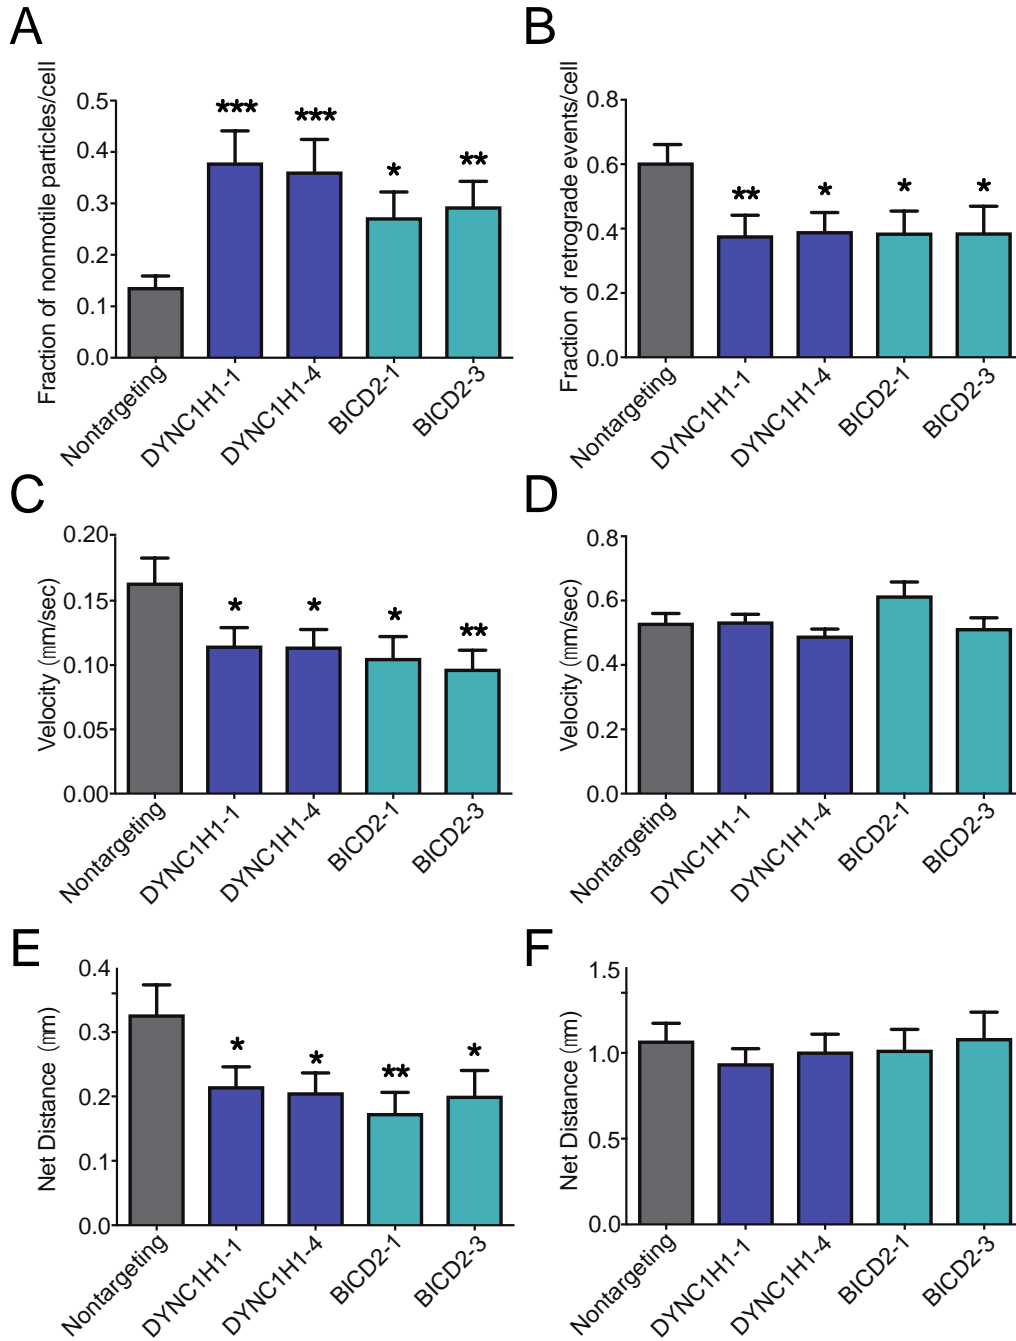 A
Fraction of nonmotile particles/cell
0.5
0.4
0.3
0.2
0.1
0.0
***
***
*
**
Nontargeting
DYNC1H1-1
DYNC1H1-4
BICD2-1
BICD2-3
B
Fraction of retrograde events/cell
0.8
0.6
0.4
0.2
0.0
**
*
*
*
Nontargeting
DYNC1H1-1
DYNC1H1-4
BICD2-1
BICD2-3
C
Velocity (mm/sec)
0.20
0.15
0.10
0.05
0.00
*
*
*
**
Nontargeting
DYNC1H1-1
DYNC1H1-4
BICD2-1
BICD2-3
D
Velocity (mm/sec)
0.8
0.6
0.4
0.2
0.0
Nontargeting
DYNC1H1-1
DYNC1H1-4
BICD2-1
BICD2-3
E
Net Distance (mm)
0.4
0.3
0.2
0.1
0.0
*
*
**
*
Nontargeting
DYNC1H1-1
DYNC1H1-4
BICD2-1
BICD2-3
F
Net Distance (mm)
1.5
1.0
0.5
0.0
Nontargeting
DYNC1H1-1
DYNC1H1-4
BICD2-1
BICD2-3